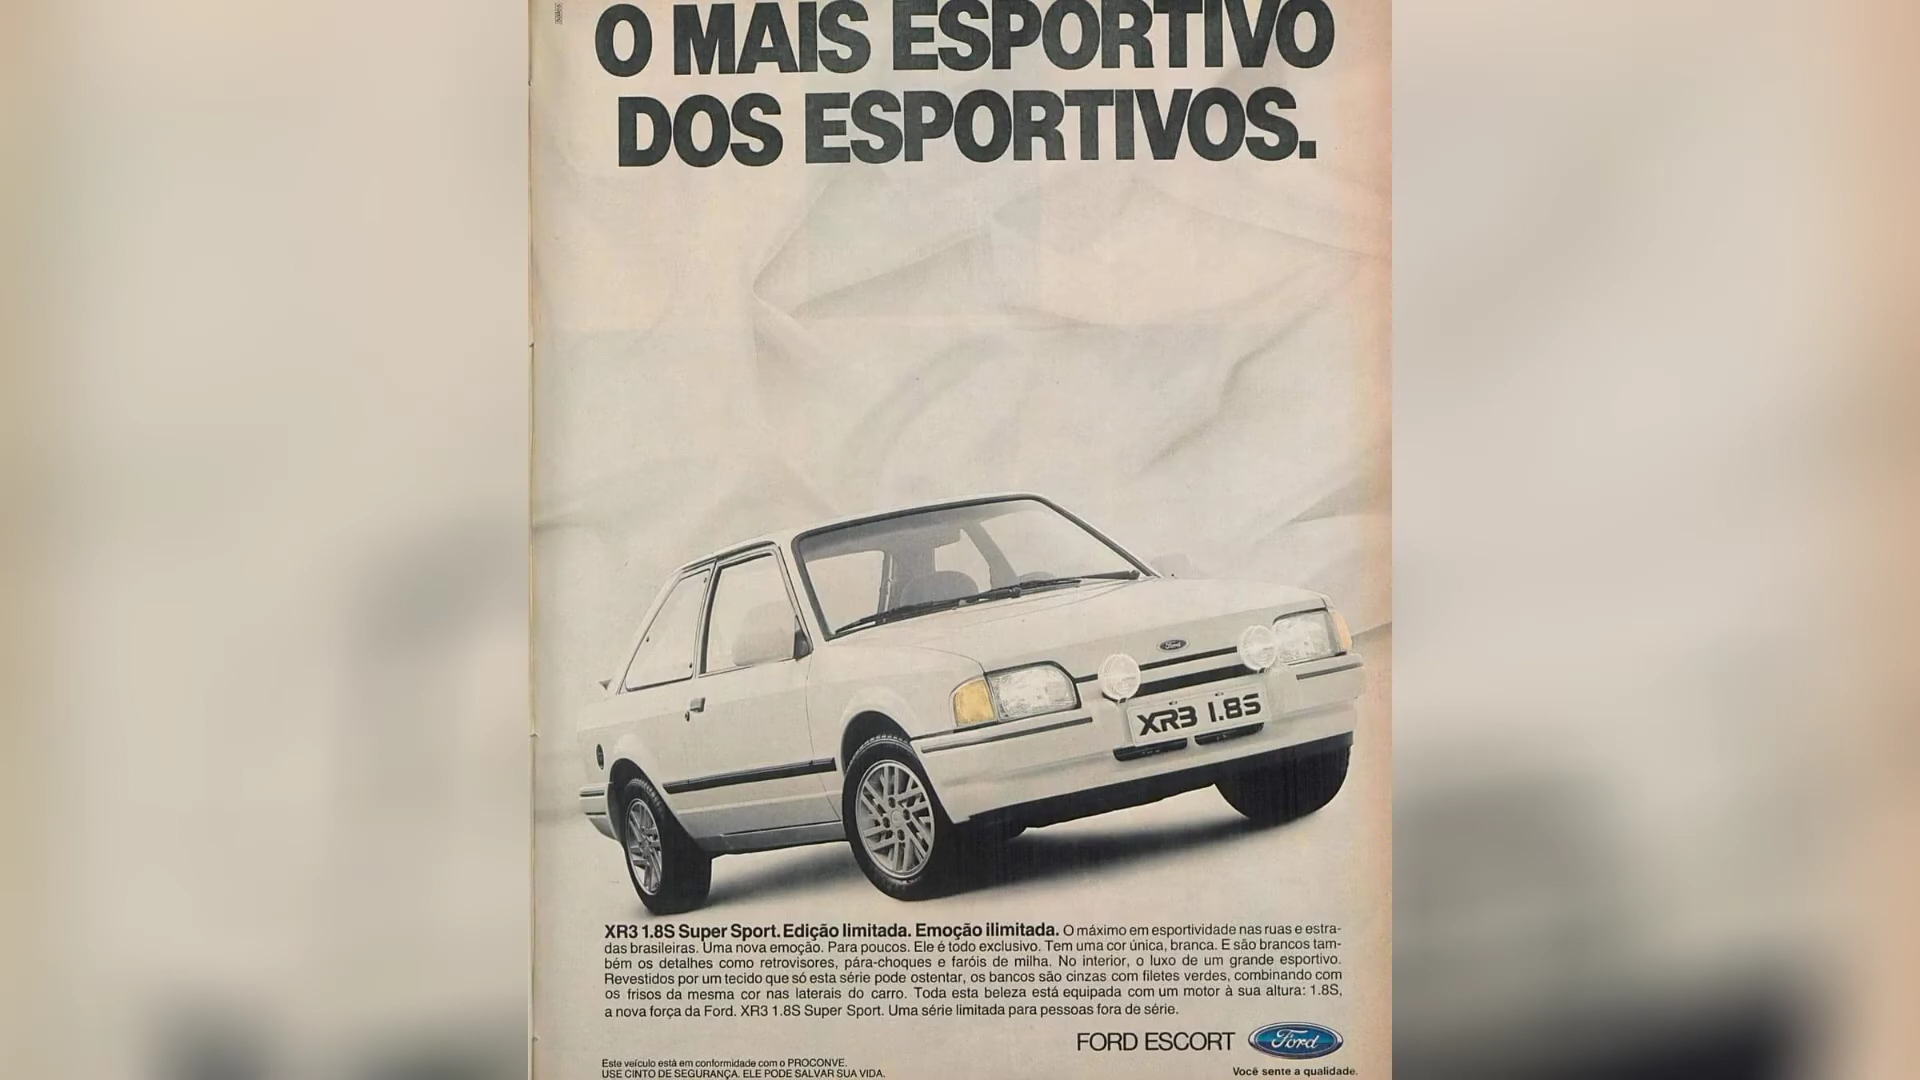 O MAIS ESPORTIVO
DOS ESPORTIVOS.
Ford
XR3 1.8S
XR3 1.8S Super Sport. Edição limitada. Emoção ilimitada. O máximo em esportividade nas ruas e estra-
das brasileiras. Uma nova emoção. Para poucos. Ele é todo exclusivo. Tem uma cor única, branca. E são brancos tam-
bém os detalhes como retrovisores, pára-choques e faróis de milha. No interior, o luxo de um grande esportivo.
Revestidos por um tecido que só esta série pode ostentar, os bancos são cinzas com filetes verdes, combinando com
os frisos da mesma cor nas laterais do carro. Toda esta beleza está equipada com um motor à sua altura: 1.8S,
a nova força da Ford. XR3 1.8S Super Sport. Uma série limitada para pessoas fora de série.
FORD ESCORT Ford
Este veículo está em conformidade com o PROCONVE.
USE CINTO DE SEGURANÇA. ELE PODE SALVAR SUA VIDA.
Você sente a qualidade.